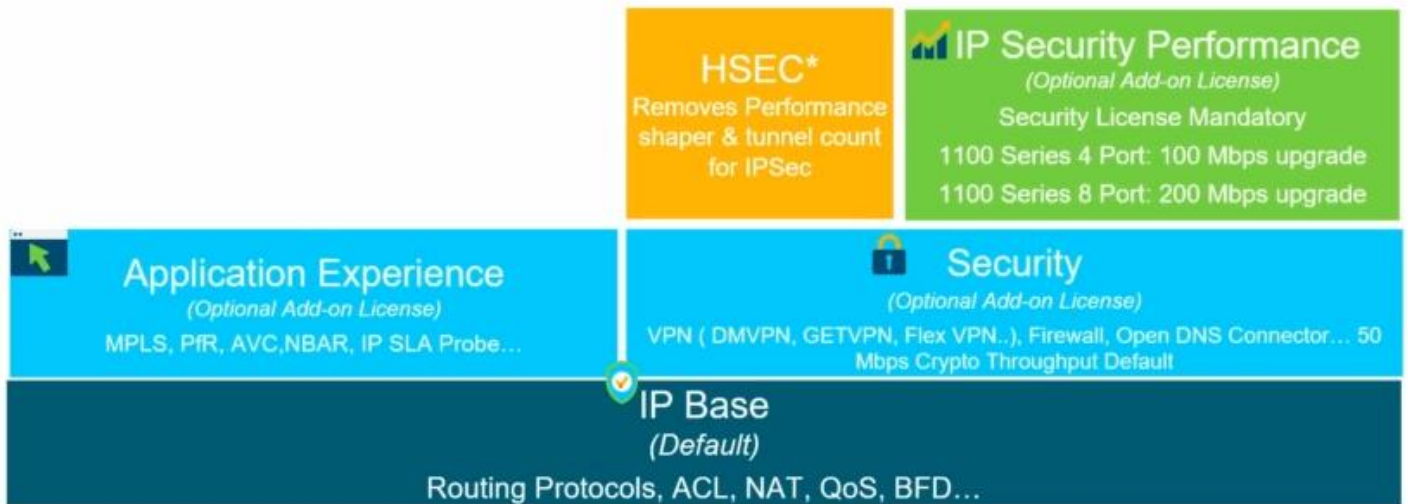 HSEC*
Removes Performance
shaper & tunnel count
for IPSec
IP Security Performance
(Optional Add-on License)
Security License Mandatory
1100 Series 4 Port: 100 Mbps upgrade
1100 Series 8 Port: 200 Mbps upgrade
Application Experience
(Optional Add-on License)
MPLS, PfR, AVC,NBAR, IP SLA Probe...
Security
(Optional Add-on License)
VPN ( DMVPN, GETVPN, Flex VPN..), Firewall, Open DNS Connector... 50
Mbps Crypto Throughput Default
IP Base
(Default)
Routing Protocols, ACL, NAT, QoS, BFD...